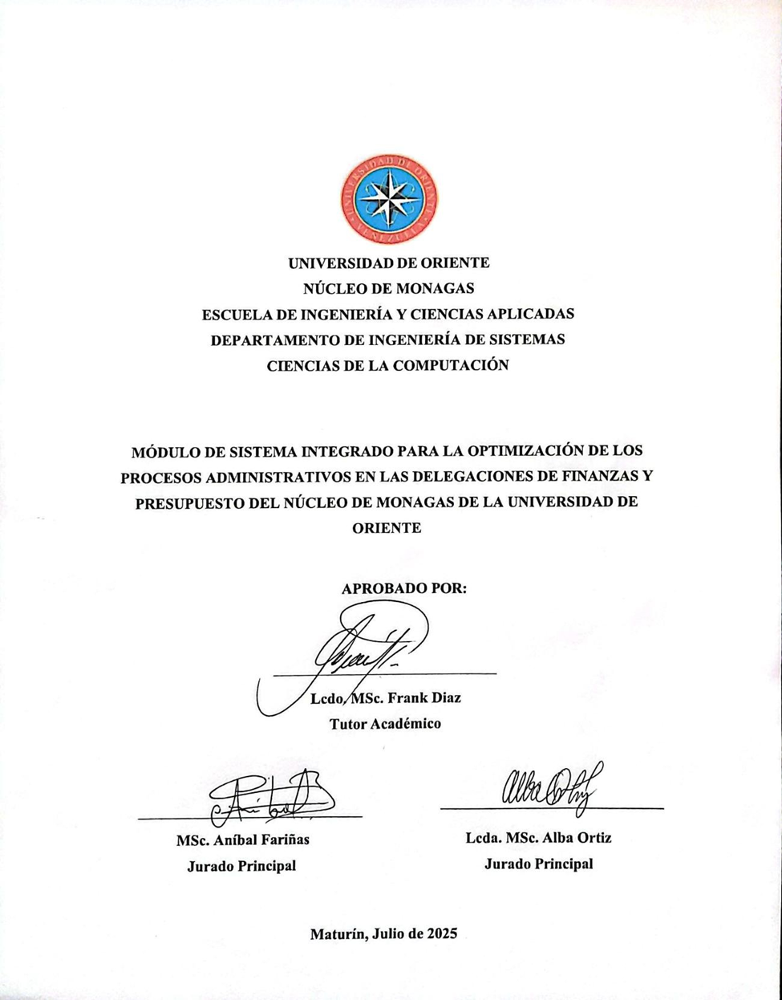 UNIVERSIDAD DE ORIENTE
VENEZUELA
UNIVERSIDAD DE ORIENTE
NÚCLEO DE MONAGAS
ESCUELA DE INGENIERÍA Y CIENCIAS APLICADAS
DEPARTAMENTO DE INGENIERÍA DE SISTEMAS
CIENCIAS DE LA COMPUTACIÓN
MÓDULO DE SISTEMA INTEGRADO PARA LA OPTIMIZACIÓN DE LOS
PROCESOS ADMINISTRATIVOS EN LAS DELEGACIONES DE FINANZAS Y
PRESUPUESTO DEL NÚCLEO DE MONAGAS DE LA UNIVERSIDAD DE
ORIENTE
APROBADO POR:
Lcdo. MSc. Frank Diaz
Tutor Académico
Alba Ortiz
MSc. Aníbal Fariñas
Jurado Principal
Lcda. MSc. Alba Ortiz
Jurado Principal
Maturín, Julio de 2025